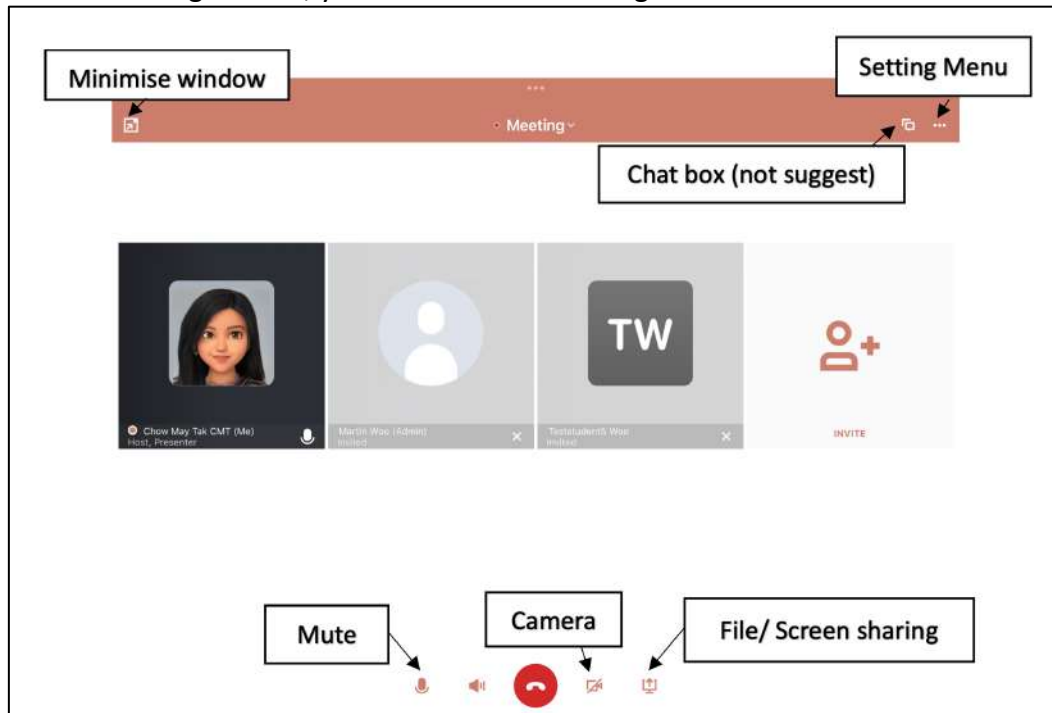 Minimise window
Setting Menu
Meeting
Chat box (not suggest)
TW
Chow May Tak CMT (Me)
Host, Presenter
Martin Woo (Admin)
Invited
Teststudent5 Woo
Invited
INVITE
Mute
Camera
File/ Screen sharing